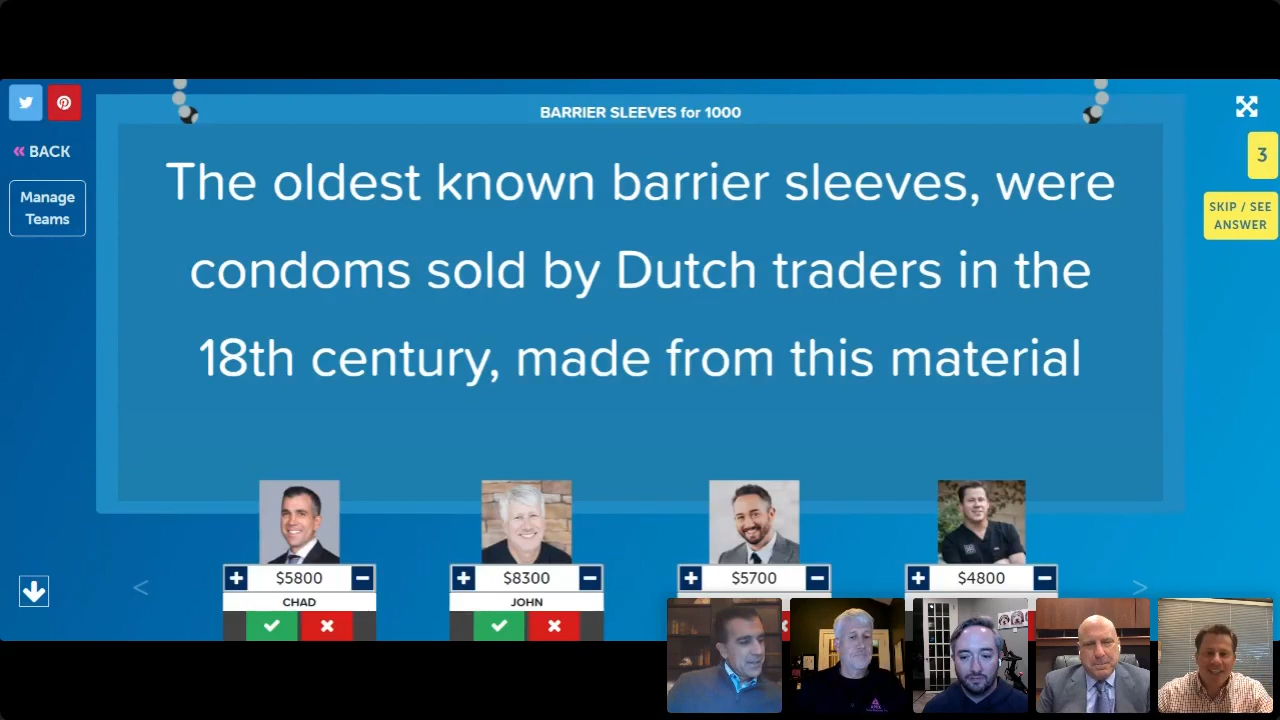 BARRIER SLEEVES for 1000
« BACK
Manage
Teams
3
SKIP / SEE
ANSWER
The oldest known barrier sleeves, were
condoms sold by Dutch traders in the
18th century, made from this material
$5800
$8300
$5700
$4800
CHAD
JOHN